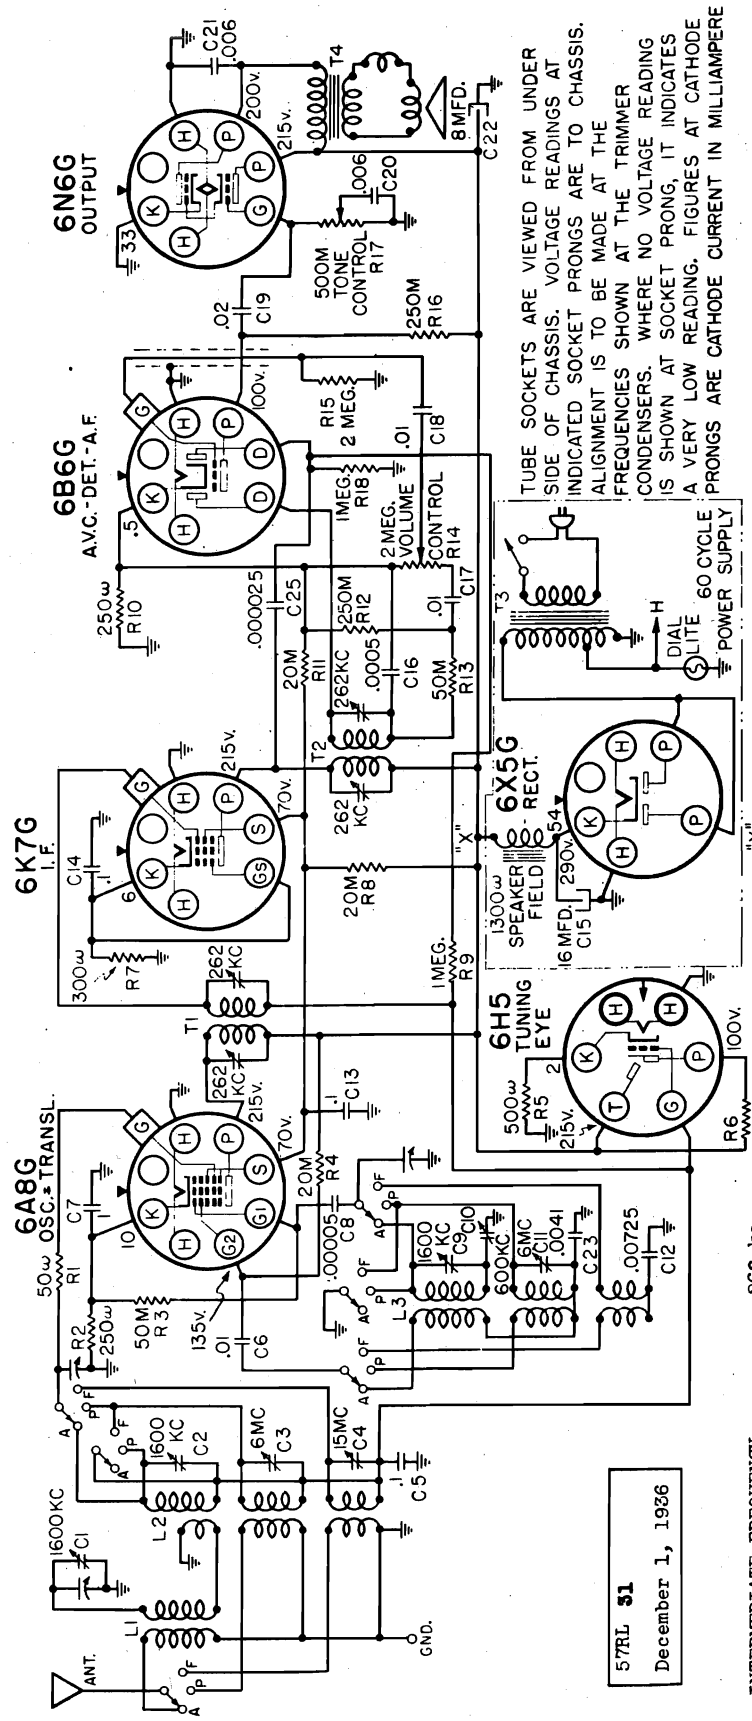 6A8G
OSC. & TRANSL.
6K7G
I. F.
6B6G
A.V.C.-DET.-A.F.
6N6G
OUTPUT
ANT.
L1
1600KC
C1
A
P
F
GND.
L2
1600
KC
C2
6MC
C3
15MC
C4
.1
C5
A
P
F
A
P
F
R2
250ω
50ω
R1
C7
.1
10
K
H
G
H
P
S
G1
G2
215V.
70V.
135V.
50M
R3
.01
C6
20M
R4
.00005
C8
.1
C13
A
P
F
A
P
F
A
P
F
L3
1600
KC
C9
600KC
C10
6MC
C11
.0041
C23
.00725
C12
T1
262
KC
262
KC
300ω
R7
C14
.1
6
K
H
G
H
P
S
GS
215V.
70V.
20M
R8
1MEG.
R9
T2
262
KC
262KC
250ω
R10
20M
R11
.000025
C25
250M
R12
.0005
C16
50M
R13
.01
C17
2 MEG.
VOLUME
CONTROL
R14
1MEG.
R18
.5
K
H
G
H
P
D
D
100V.
R15
2 MEG.
.01
C18
.02
C19
250M
R16
500M
TONE
CONTROL
R17
.006
C20
33
K
H
H
P
P
G
200V.
215V.
C21
.006
T4
8 MFD.
C22
6H5
TUNING
EYE
500ω
R5
2
K
H
H
T
G
P
215V.
100V.
R6
"X"
1300ω
SPEAKER
FIELD
16 MFD.
C15
290V.
54
6X5G
RECT.
K
H
H
P
P
T3
DIAL
LITE
H
60 CYCLE
POWER SUPPLY
TUBE SOCKETS ARE VIEWED FROM UNDER
SIDE OF CHASSIS. VOLTAGE READINGS AT
INDICATED SOCKET PRONGS ARE TO CHASSIS.
ALIGNMENT IS TO BE MADE AT THE
FREQUENCIES SHOWN AT THE TRIMMER
CONDENSERS. WHERE NO VOLTAGE READING
IS SHOWN AT SOCKET PRONG, IT INDICATES
A VERY LOW READING. FIGURES AT CATHODE
PRONGS ARE CATHODE CURRENT IN MILLIAMPERE
57RL 31
December 1, 1936